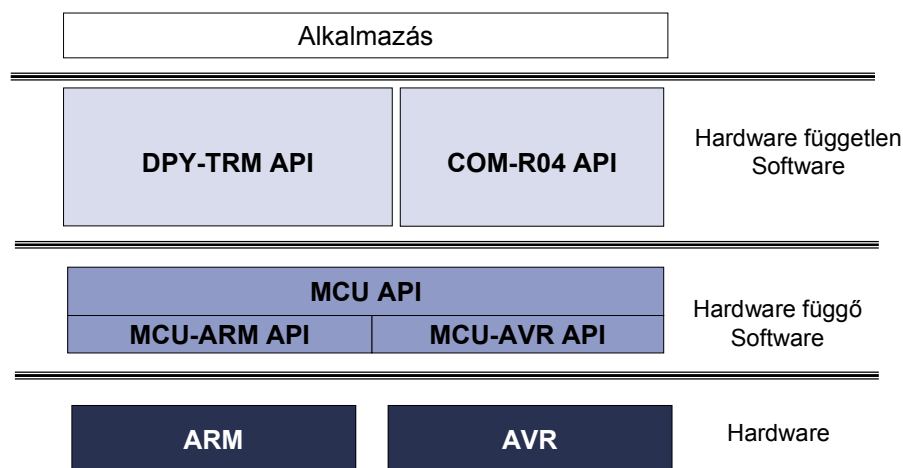 Alkalmazás
DPY-TRM API
COM-R04 API
Hardware független
Software
MCU API
MCU-ARM API
MCU-AVR API
Hardware függő
Software
ARM
AVR
Hardware